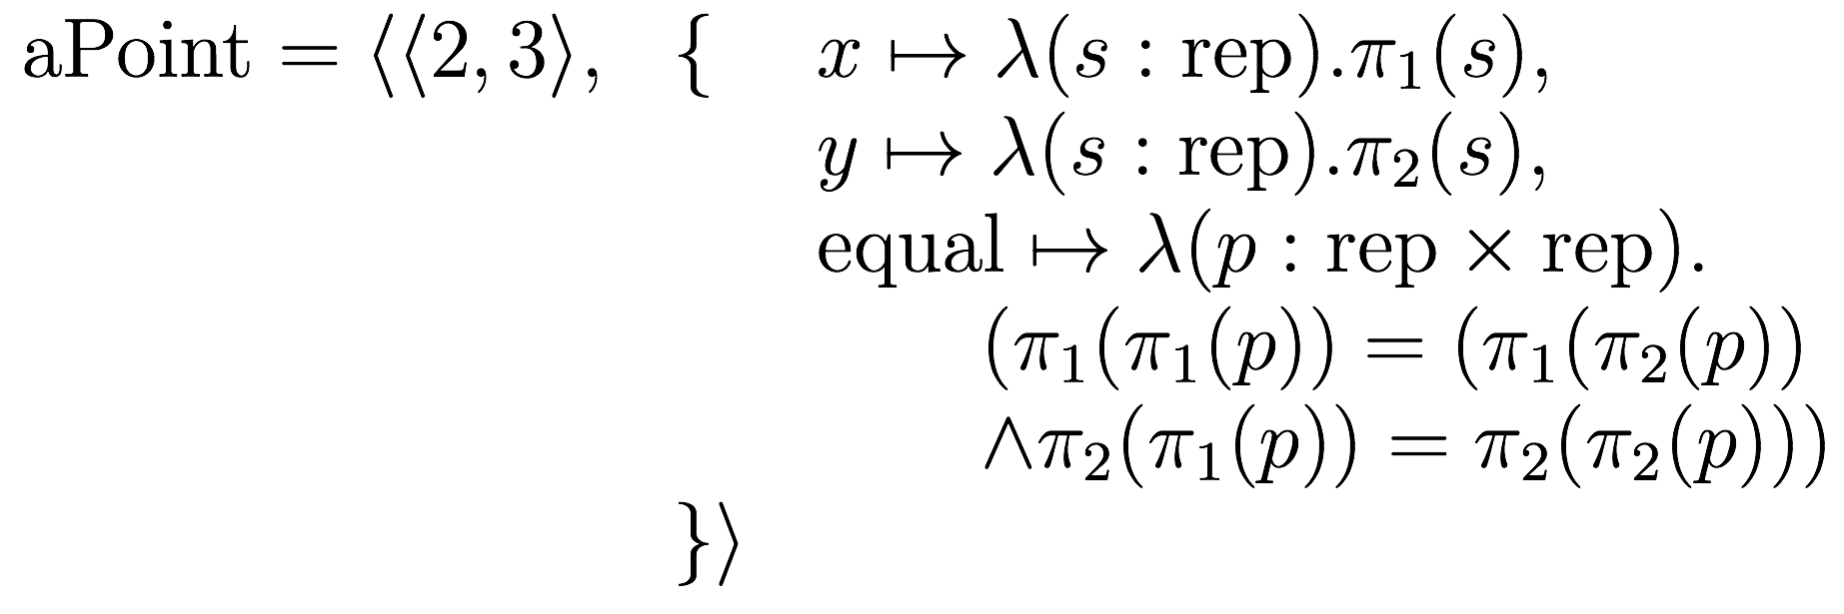 aPoint = ⟨⟨2, 3⟩, { x ↦ λ(s : rep).π₁(s),
y ↦ λ(s : rep).π₂(s),
equal ↦ λ(p : rep × rep).
(π₁(π₁(p)) = (π₁(π₂(p))
∧π₂(π₁(p)) = π₂(π₂(p)))
}⟩